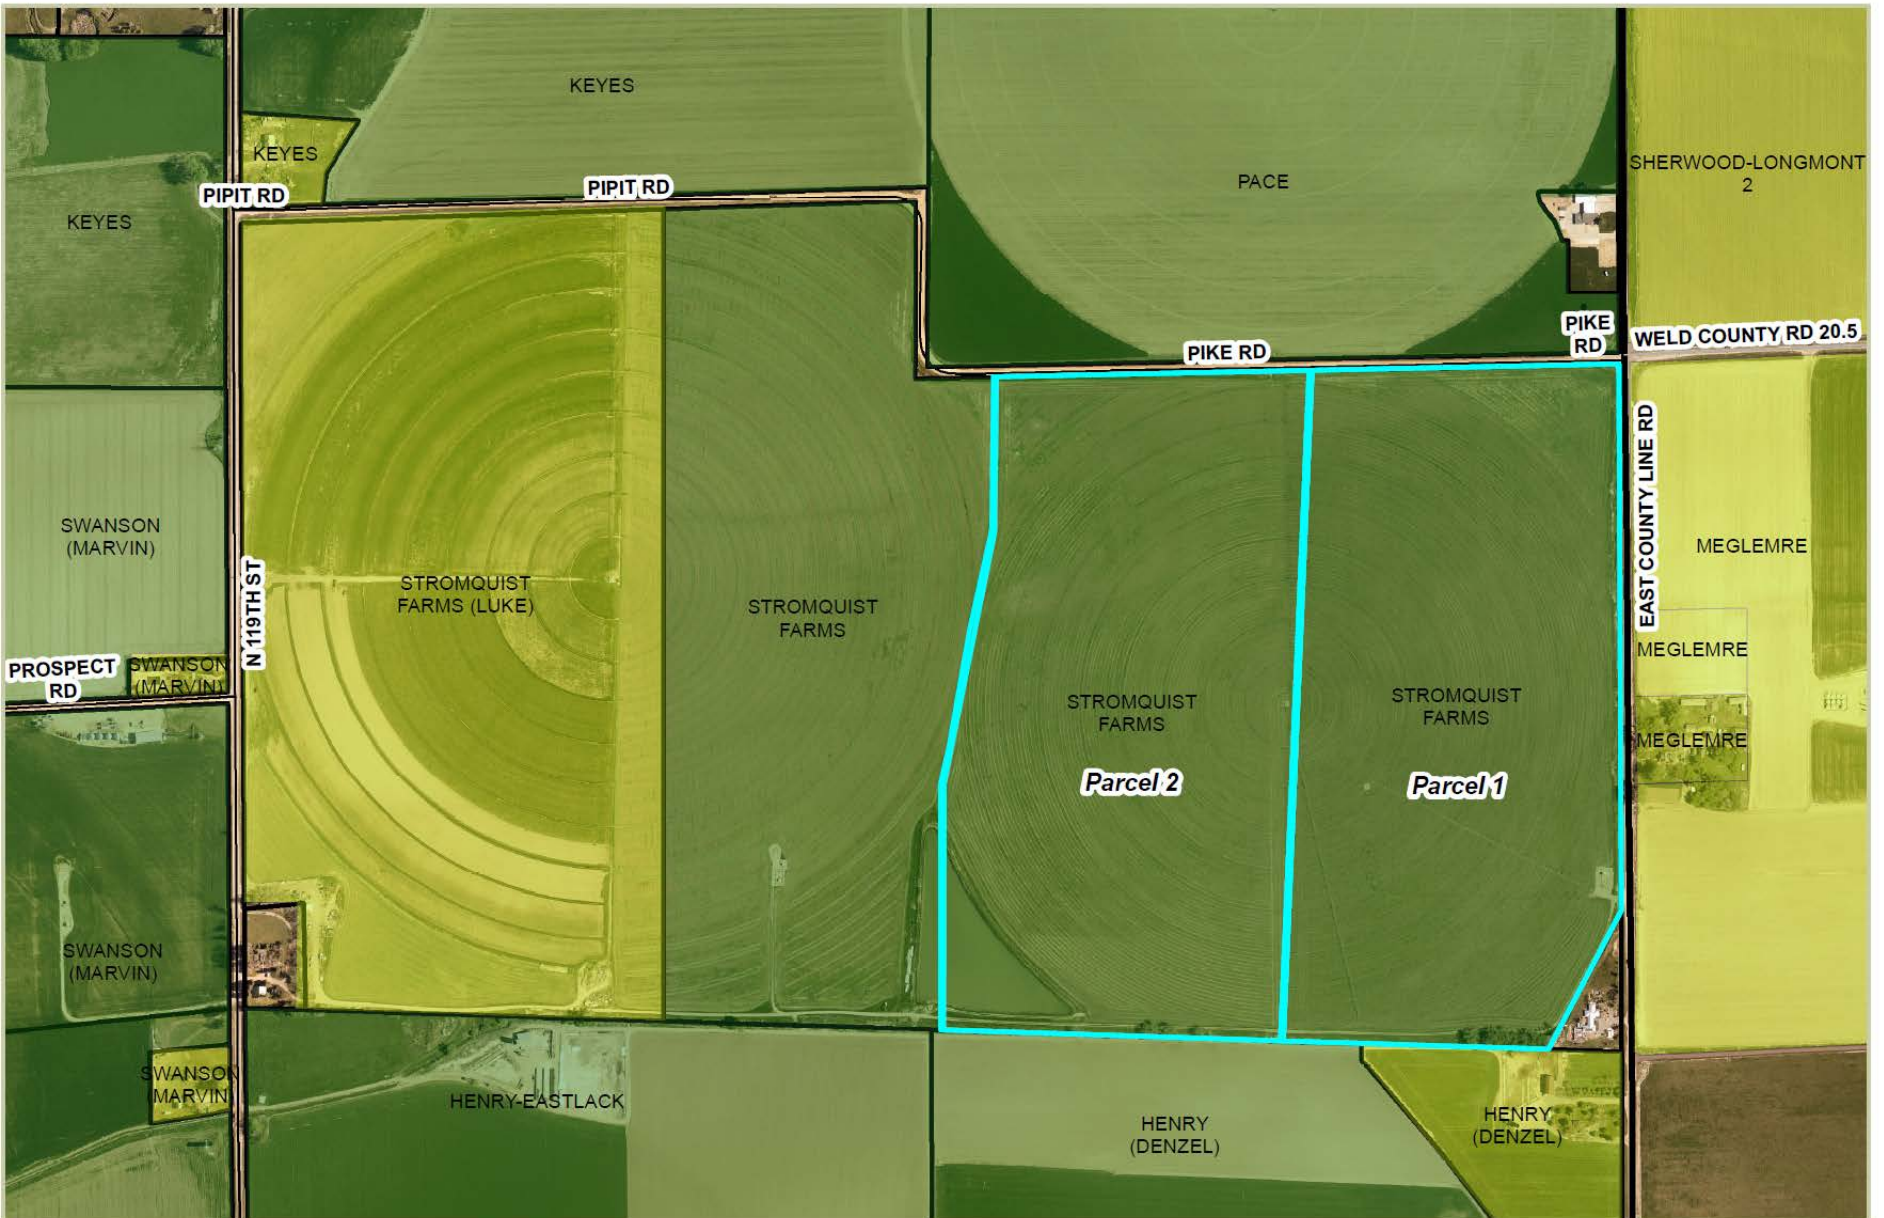 KEYES
KEYES
PIPIT RD
PIPIT RD
KEYES
PACE
SHERWOOD-LONGMONT
2
PIKE
RD
WELD COUNTY RD 20.5
PIKE RD
EAST COUNTY LINE RD
SWANSON
(MARVIN)
N 119TH ST
STROMQUIST
FARMS (LUKE)
STROMQUIST
FARMS
MEGLEMRE
MEGLEMRE
MEGLEMRE
PROSPECT
RD
SWANSON
(MARVIN)
STROMQUIST
FARMS
Parcel 2
STROMQUIST
FARMS
Parcel 1
SWANSON
(MARVIN)
SWANSON
(MARVIN)
HENRY-EASTLACK
HENRY
(DENZEL)
HENRY
(DENZEL)